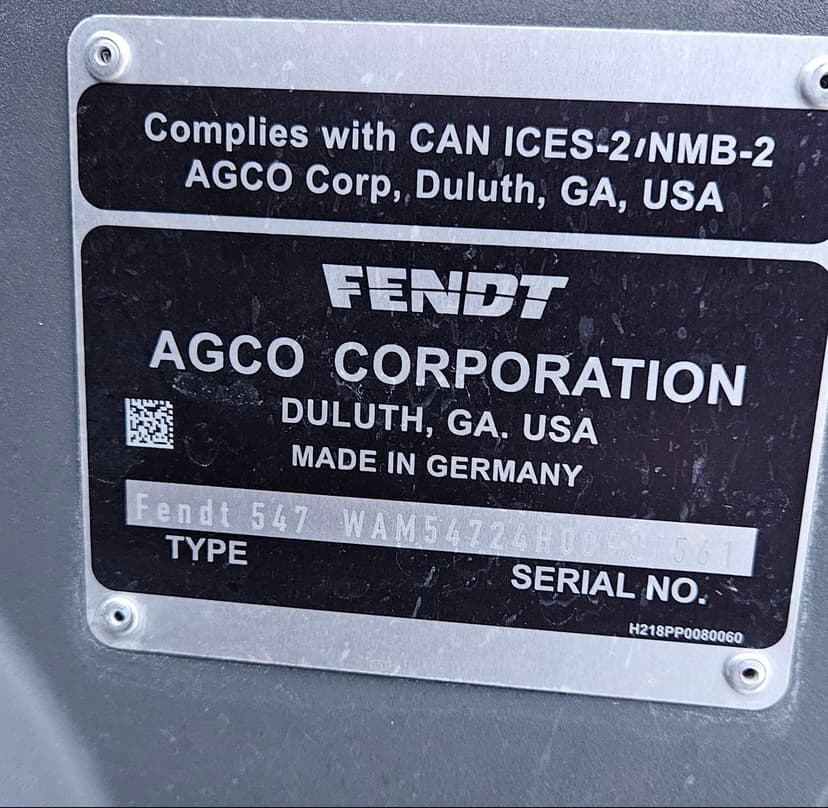 Complies with CAN ICES-2/NMB-2
AGCO Corp, Duluth, GA, USA
FENDT
AGCO CORPORATION
DULUTH, GA. USA
MADE IN GERMANY
Fendt 547
TYPE
SERIAL NO.
H218PP0080060